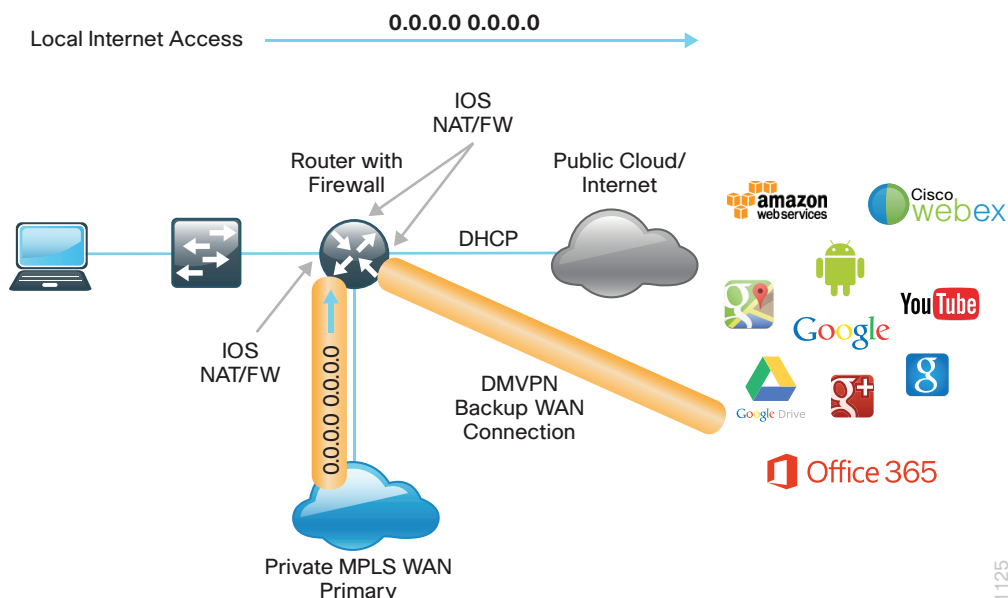 0.0.0.0 0.0.0.0
Local Internet Access
IOS
NAT/FW
Router with
Firewall
Public Cloud/
Internet
DHCP
amazon
web services
Cisco
webex
YouTube
Google
g
g
g+
Google Drive
Office 365
IOS
NAT/FW
0.0.0.0 0.0.0.0
DMVPN
Backup WAN
Connection
Private MPLS WAN
Primary